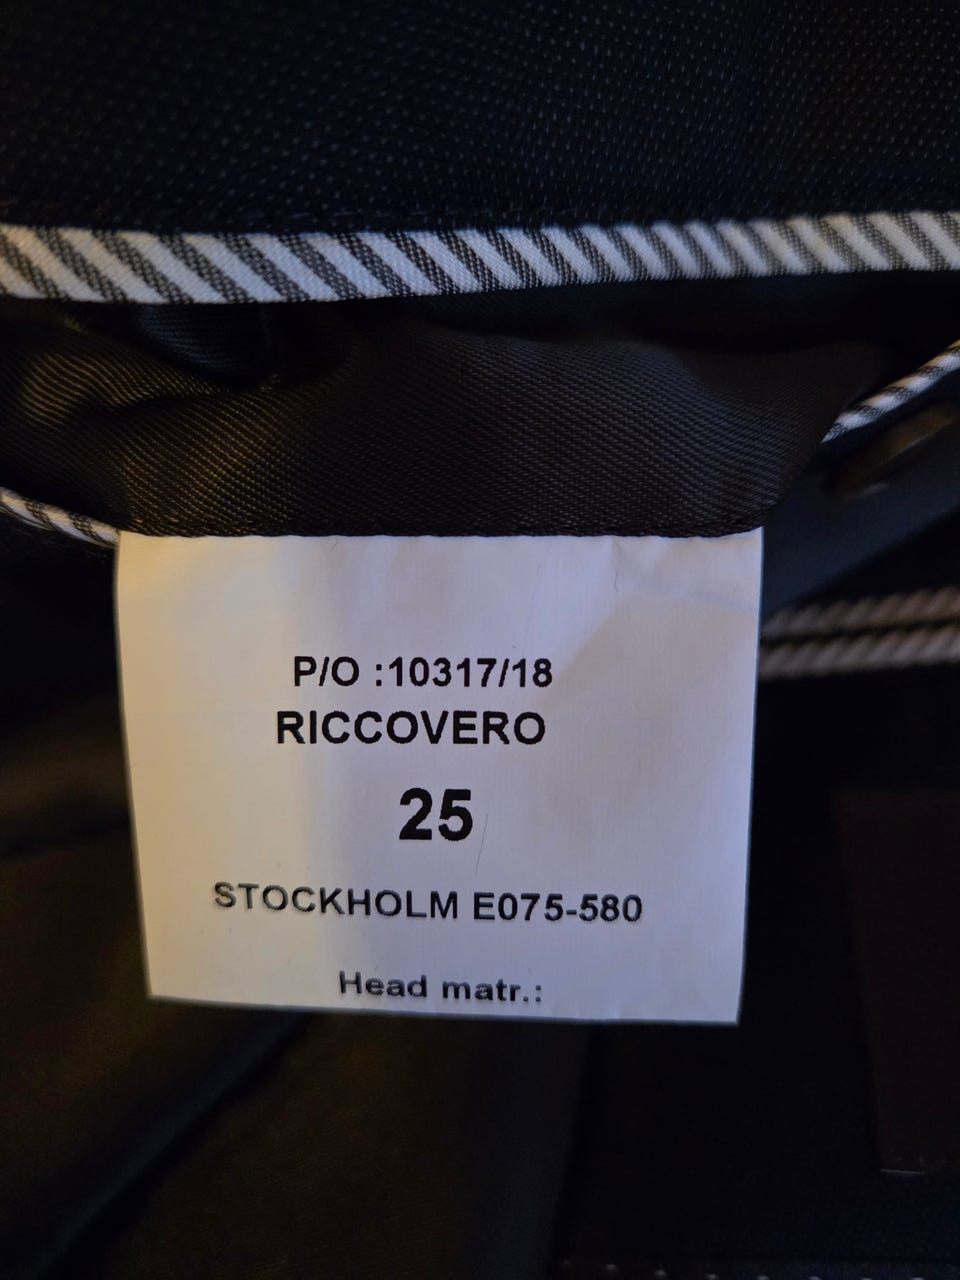 P/O :10317/18
RICCOVERO
25
STOCKHOLM E075-580
Head matr.: